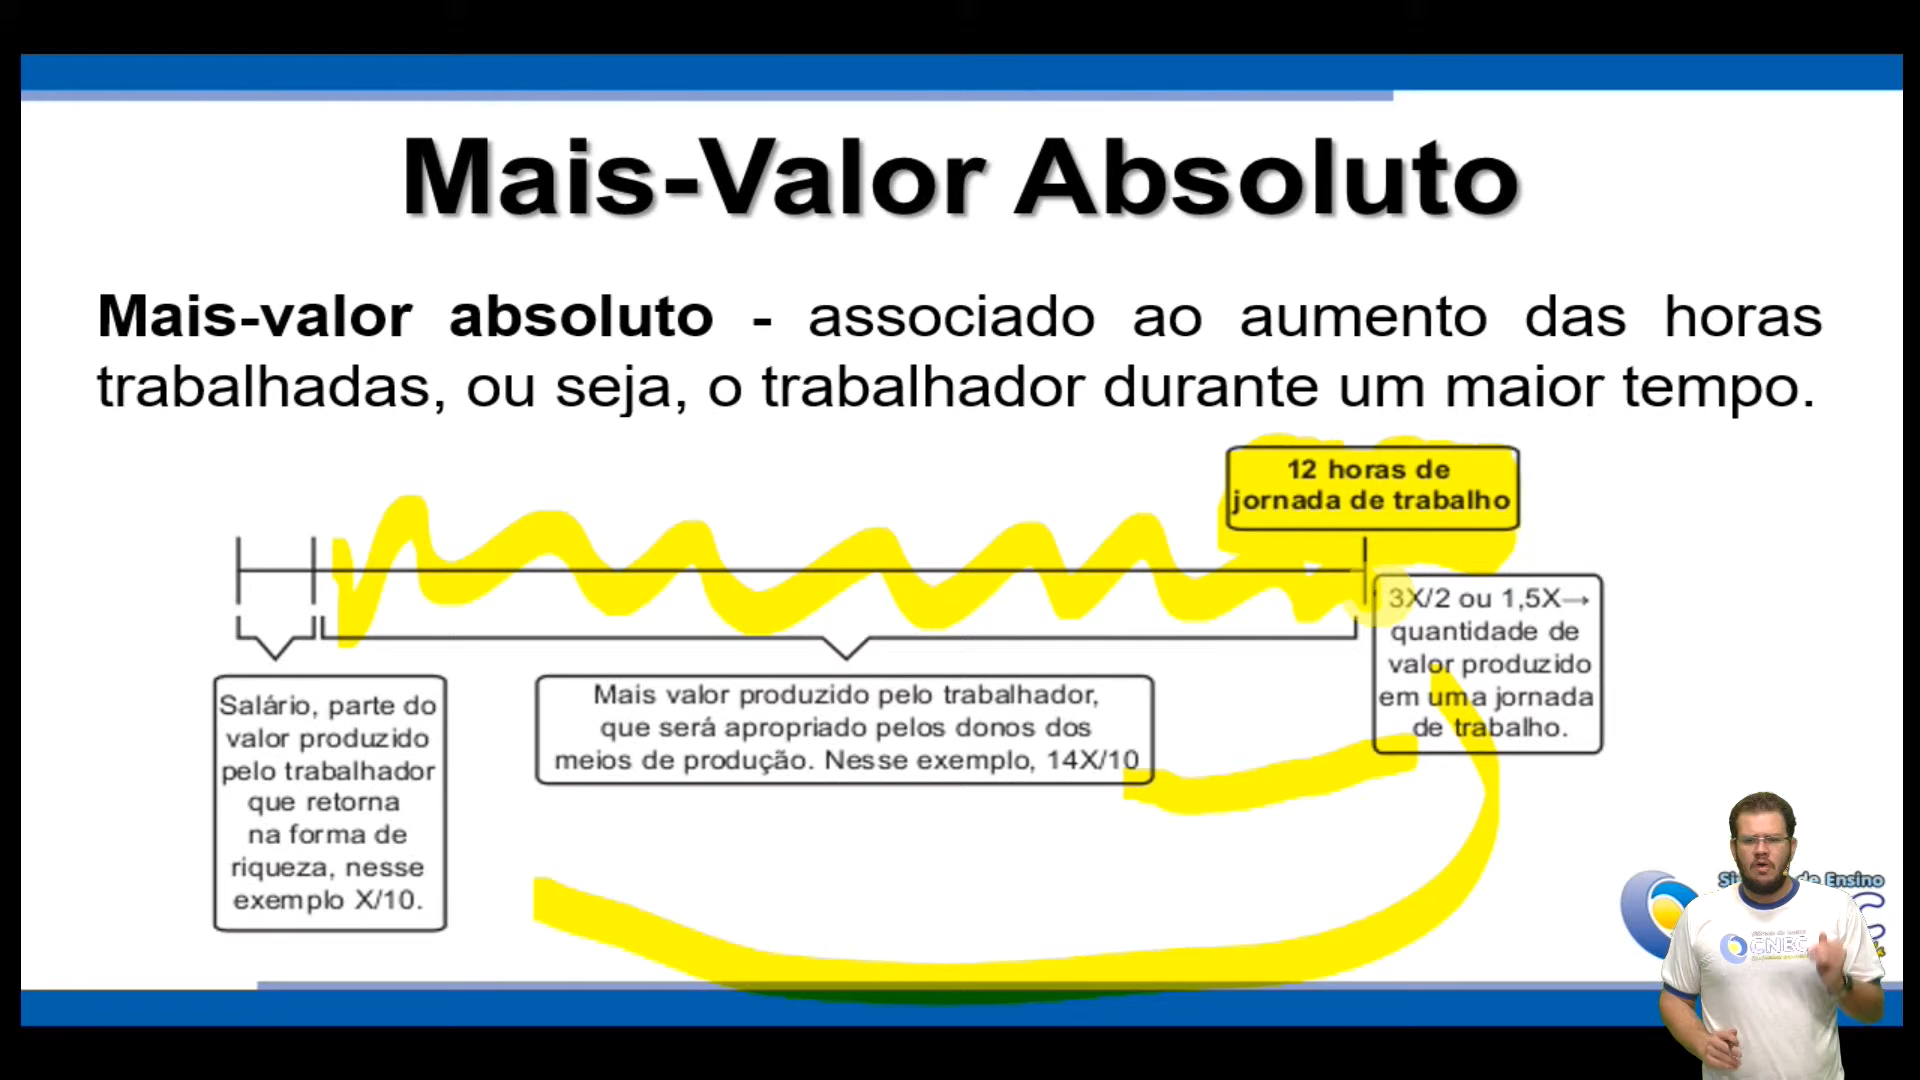 Mais-Valor Absoluto
Mais-valor absoluto - associado ao aumento das horas
trabalhadas, ou seja, o trabalhador durante um maior tempo.
12 horas de
jornada de trabalho
3X/2 ou 1,5X→
quantidade de
valor produzido
em uma jornada
de trabalho.
Salário, parte do
valor produzido
pelo trabalhador
que retorna
na forma de
riqueza, nesse
exemplo X/10.
Mais valor produzido pelo trabalhador,
que será apropriado pelos donos dos
meios de produção. Nesse exemplo, 14X/10
de Ensino
CNEC